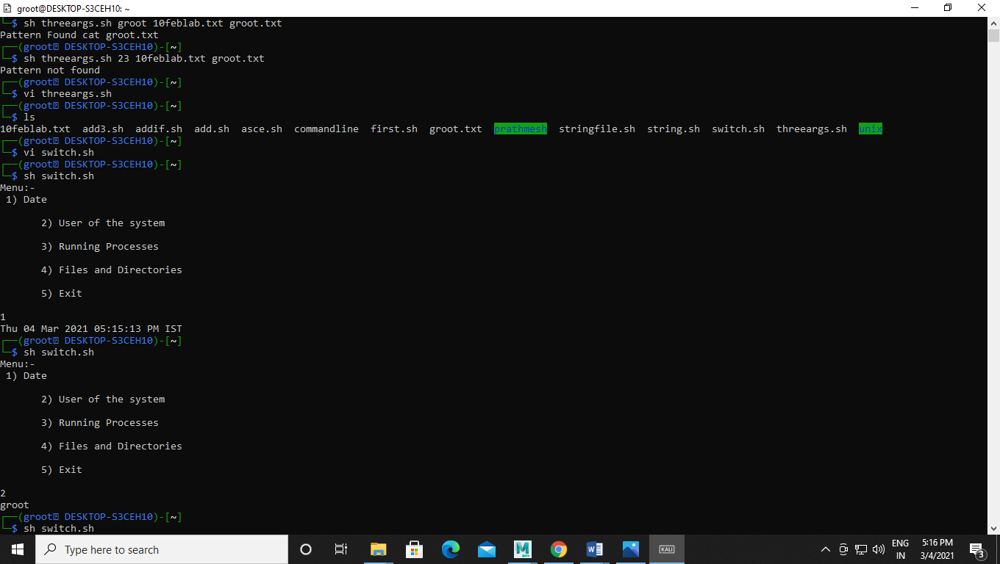 groot@DESKTOP-S3CEH10: ~
└─$ sh threeargs.sh groot 10feblab.txt groot.txt
Pattern Found cat groot.txt
┌──(groot⍰ DESKTOP-S3CEH10)-[~]
└─$ sh threeargs.sh 23 10feblab.txt groot.txt
Pattern not found
┌──(groot⍰ DESKTOP-S3CEH10)-[~]
└─$ vi threeargs.sh
┌──(groot⍰ DESKTOP-S3CEH10)-[~]
└─$ ls
10feblab.txt  add3.sh  addif.sh  add.sh  asce.sh  commandline  first.sh  groot.txt  prathmesh  stringfile.sh  string.sh  switch.sh  threeargs.sh  unix
┌──(groot⍰ DESKTOP-S3CEH10)-[~]
└─$ vi switch.sh
┌──(groot⍰ DESKTOP-S3CEH10)-[~]
└─$ sh switch.sh
Menu:-
1) Date
2) User of the system
3) Running Processes
4) Files and Directories
5) Exit
1
Thu 04 Mar 2021 05:15:13 PM IST
┌──(groot⍰ DESKTOP-S3CEH10)-[~]
└─$ sh switch.sh
Menu:-
1) Date
2) User of the system
3) Running Processes
4) Files and Directories
5) Exit
2
groot
┌──(groot⍰ DESKTOP-S3CEH10)-[~]
└─$ sh switch.sh
Type here to search
M
KALI
ENG
IN
5:16 PM
3/4/2021
3